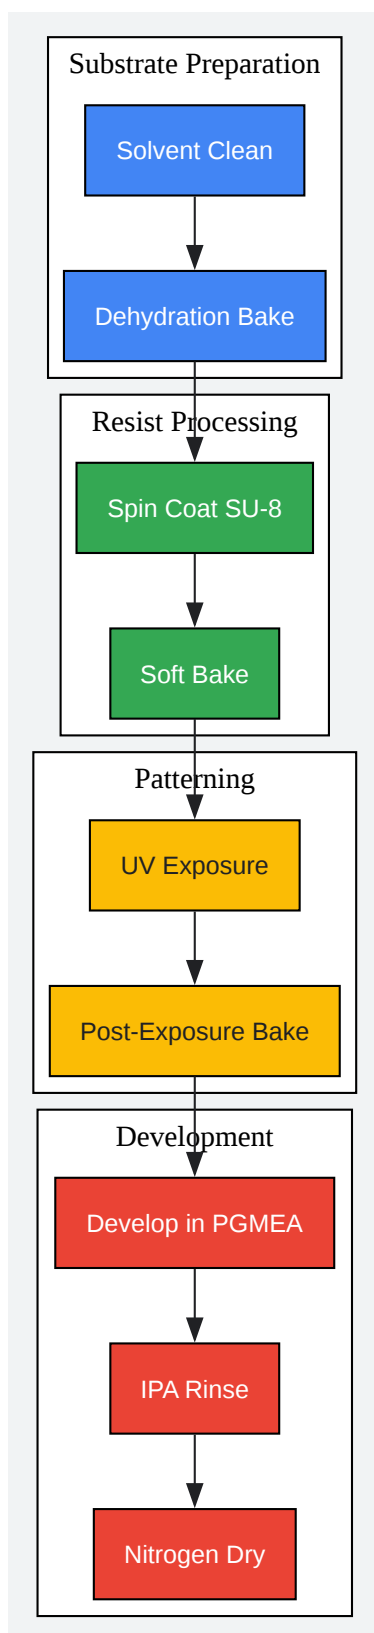 Substrate Preparation
Solvent Clean
Dehydration Bake
Resist Processing
Spin Coat SU-8
Soft Bake
Patterning
UV Exposure
Post-Exposure Bake
Development
Develop in PGMEA
IPA Rinse
Nitrogen Dry